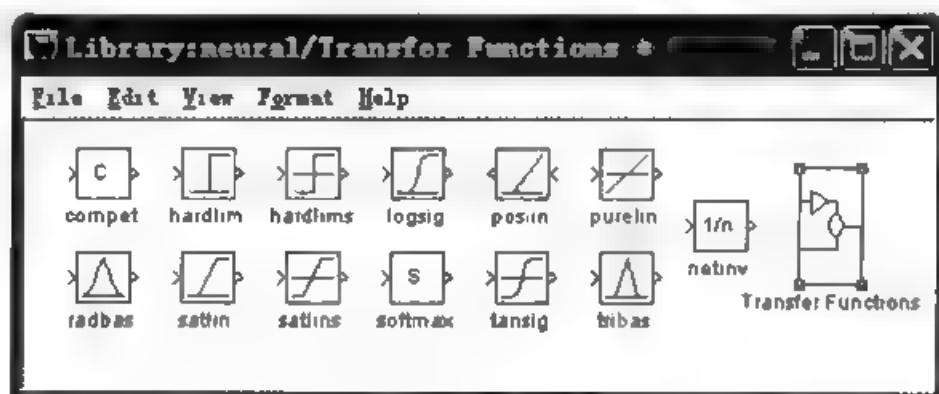 Library:neural/Transfer Functions *
File Edit View Format Help
C
compet hardlim hardlims logsig poslin purelin
1/n
netinv
S
radbas satlin satlins softmax tansig tribas
Transfer Functions